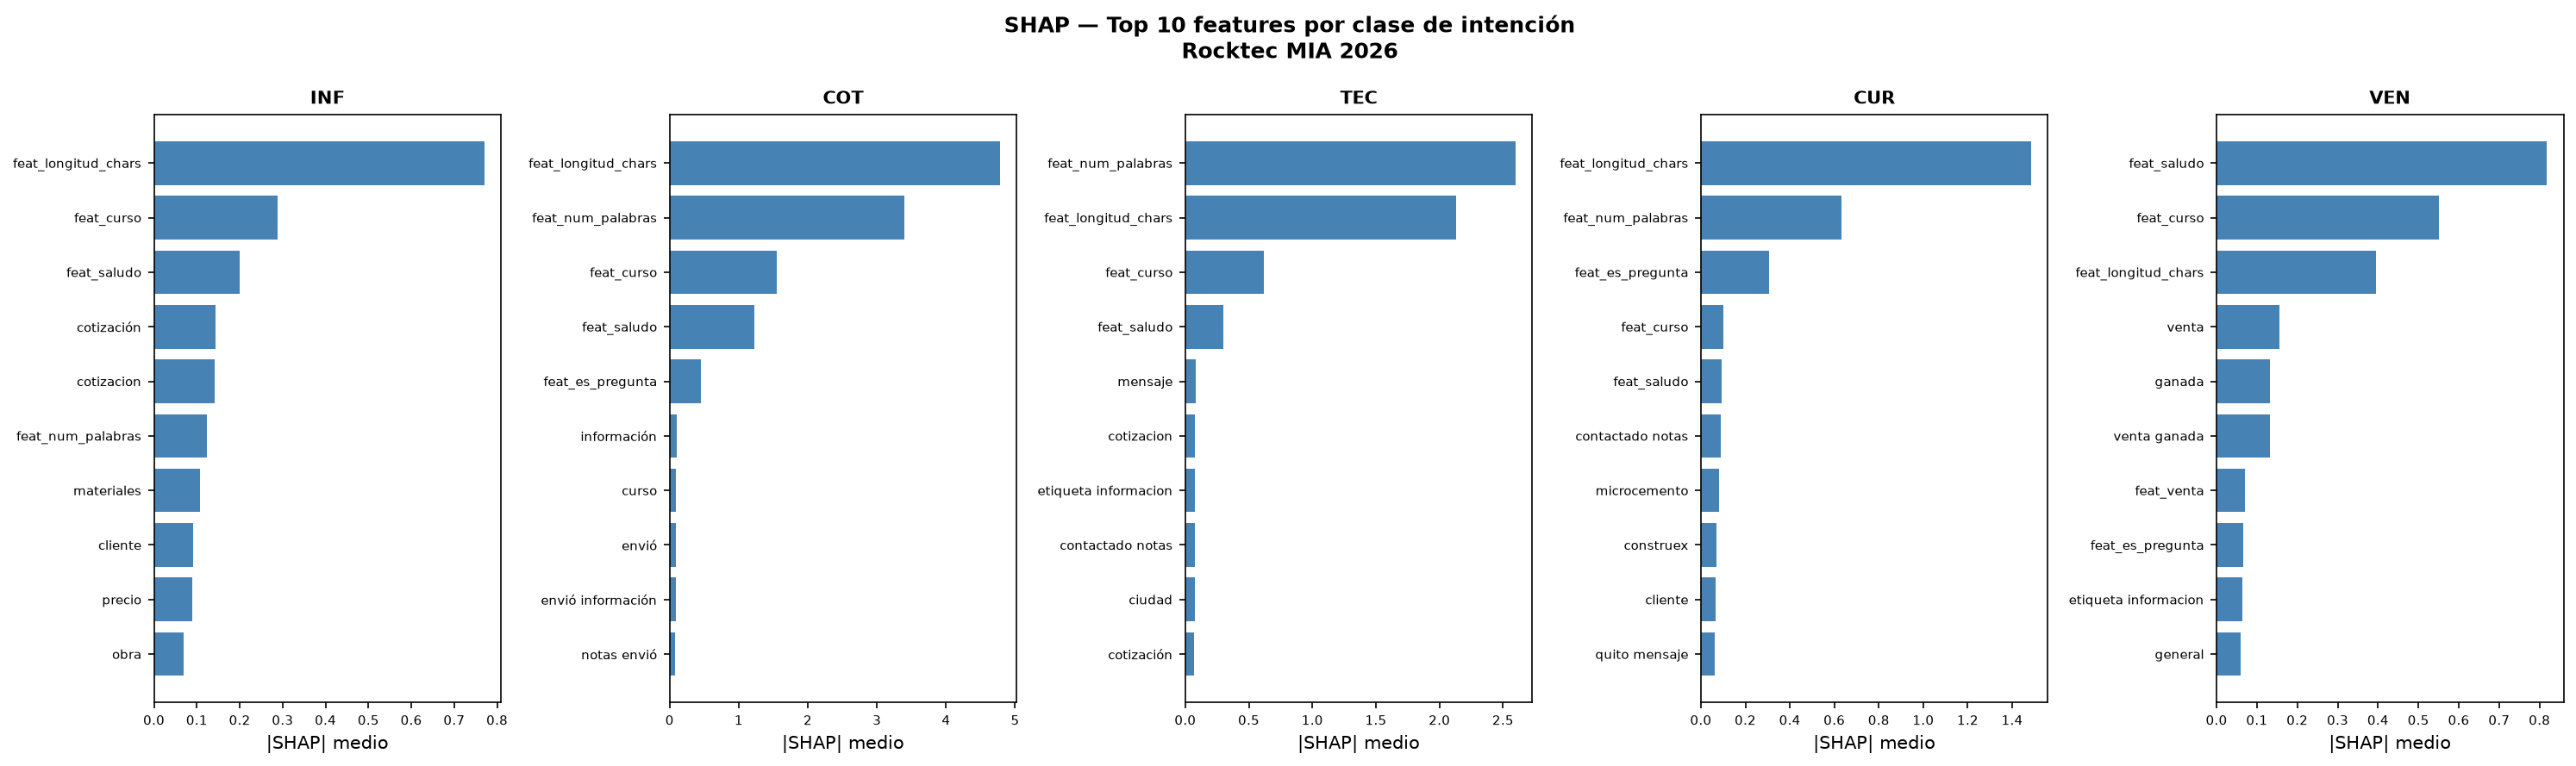 SHAP — Top 10 features por clase de intención
Rocktec MIA 2026
INF
feat_longitud_chars
feat_curso
feat_saludo
cotización
cotizacion
feat_num_palabras
materiales
cliente
precio
obra
0.0 0.1 0.2 0.3 0.4 0.5 0.6 0.7 0.8
|SHAP| medio
COT
feat_longitud_chars
feat_num_palabras
feat_curso
feat_saludo
feat_es_pregunta
información
curso
envió
envió información
notas envió
0 1 2 3 4 5
|SHAP| medio
TEC
feat_num_palabras
feat_longitud_chars
feat_curso
feat_saludo
mensaje
cotizacion
etiqueta informacion
contactado notas
ciudad
cotización
0.0 0.5 1.0 1.5 2.0 2.5
|SHAP| medio
CUR
feat_longitud_chars
feat_num_palabras
feat_es_pregunta
feat_curso
feat_saludo
contactado notas
microcemento
construex
cliente
quito mensaje
0.0 0.2 0.4 0.6 0.8 1.0 1.2 1.4
|SHAP| medio
VEN
feat_saludo
feat_curso
feat_longitud_chars
venta
ganada
venta ganada
feat_venta
feat_es_pregunta
etiqueta informacion
general
0.0 0.1 0.2 0.3 0.4 0.5 0.6 0.7 0.8
|SHAP| medio